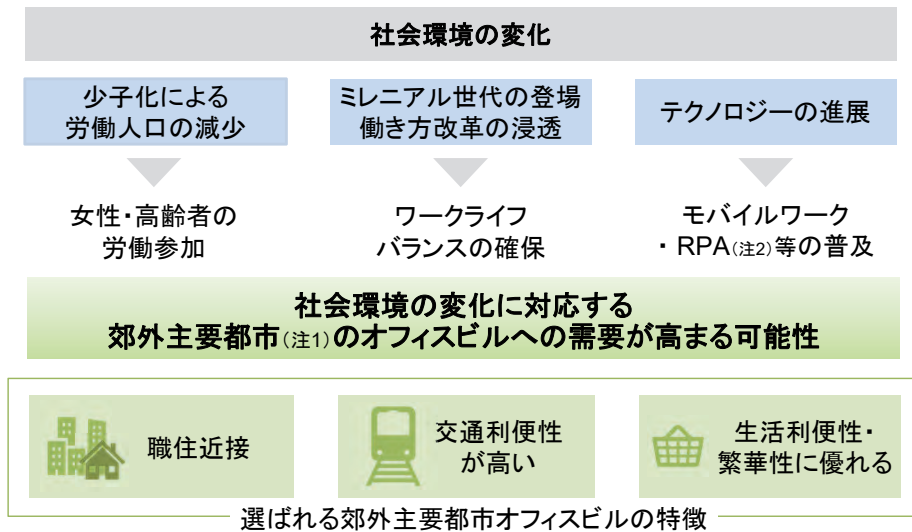 社会環境の変化
少子化による
労働人口の減少
ミレニアル世代の登場
働き方改革の浸透
テクノロジーの進展
女性・高齢者の
労働参加
ワークライフ
バランスの確保
モバイルワーク
・RPA(注2)等の普及
社会環境の変化に対応する
郊外主要都市(注1)のオフィスビルへの需要が高まる可能性
職住近接
交通利便性
が高い
生活利便性・
繁華性に優れる
選ばれる郊外主要都市オフィスビルの特徴